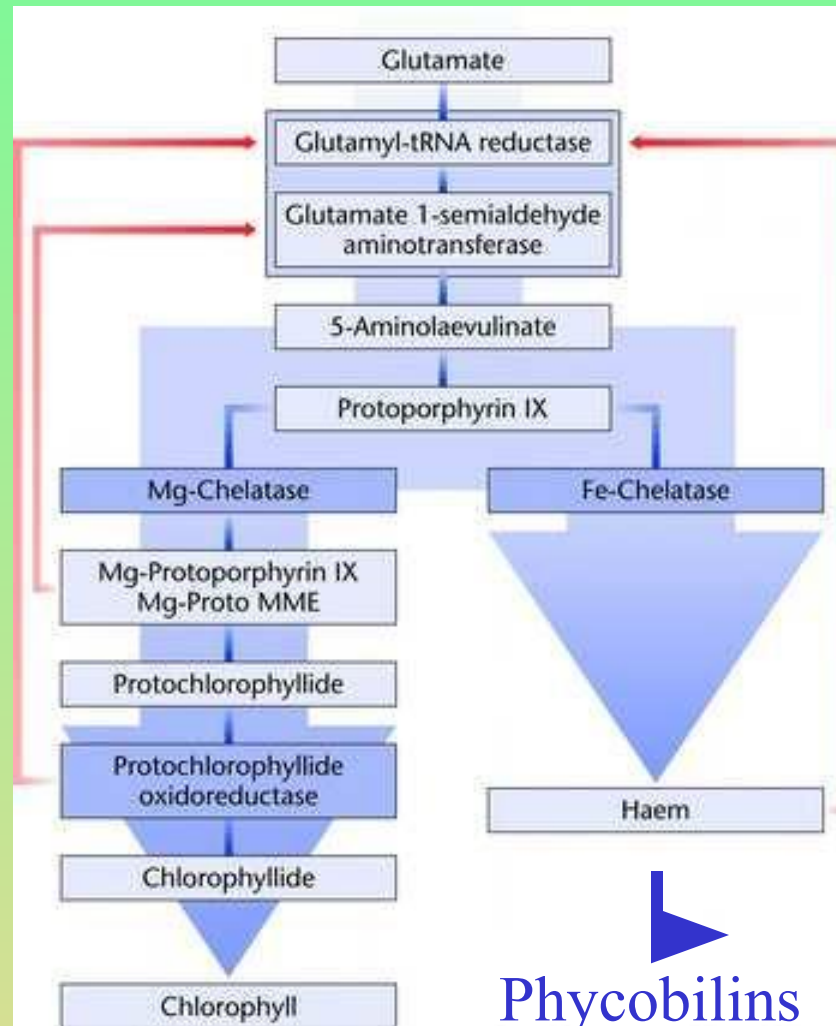 Glutamate
Glutamyl-tRNA reductase
Glutamate 1-semialdehyde
aminotransferase
5-Aminolaevulinate
Protoporphyrin IX
Mg-Chelatase
Fe-Chelatase
Mg-Protoporphyrin IX
Mg-Proto MME
Protochlorophyllide
Protochlorophyllide
oxidoreductase
Haem
Chlorophyllide
Chlorophyll
Phycobilins